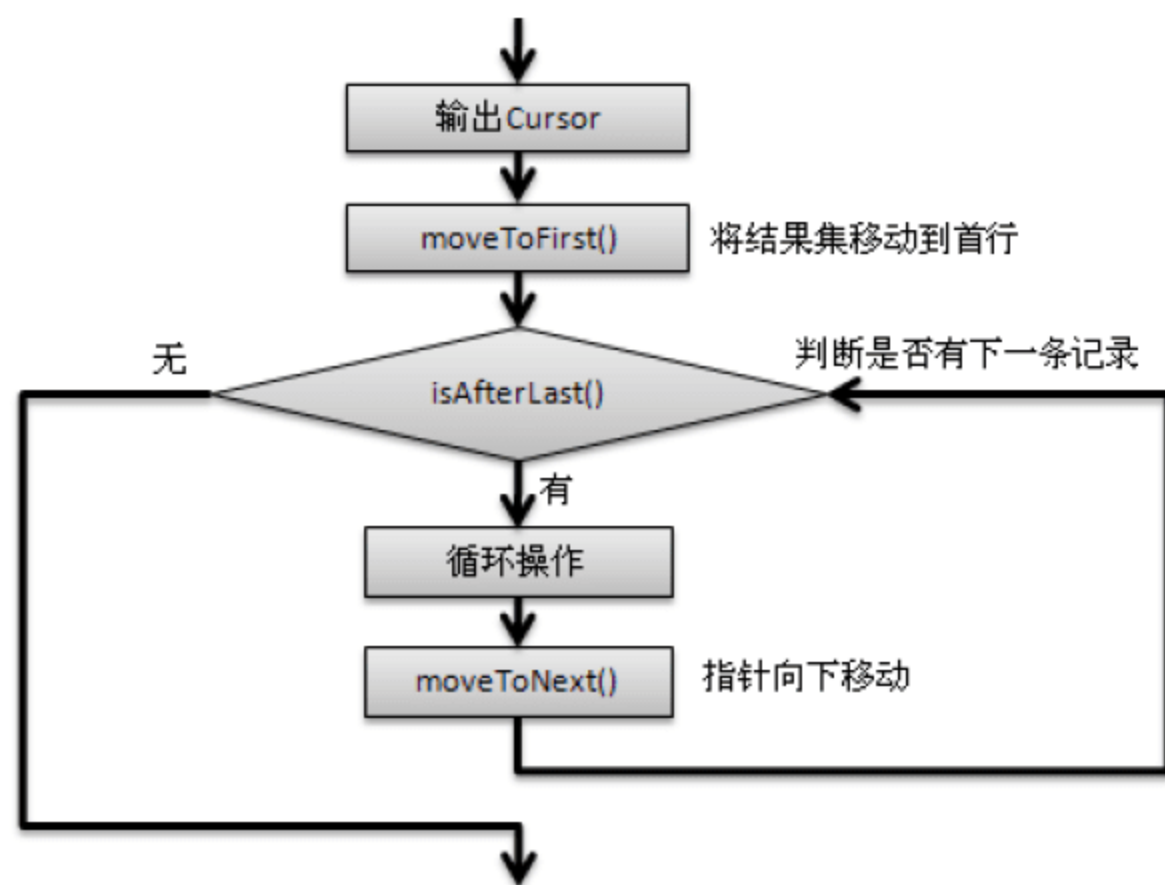 输出Cursor
moveToFirst()
将结果集移动到首行
无
判断是否有下一条记录
isAfterLast()
有
循环操作
moveToNext()
指针向下移动